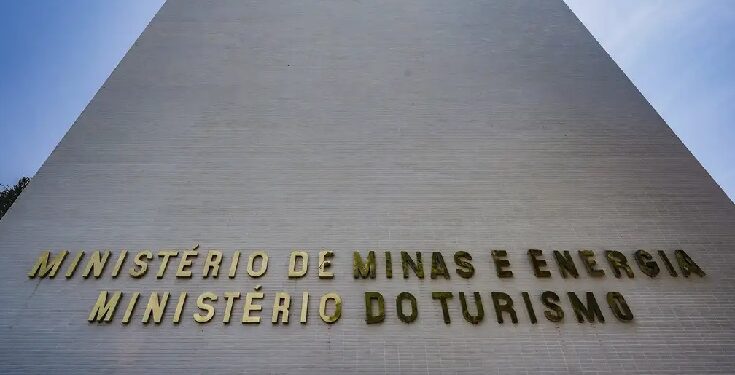 MINISTÉRIO DE MINAS E ENERGIA
MINISTÉRIO DO TURISMO